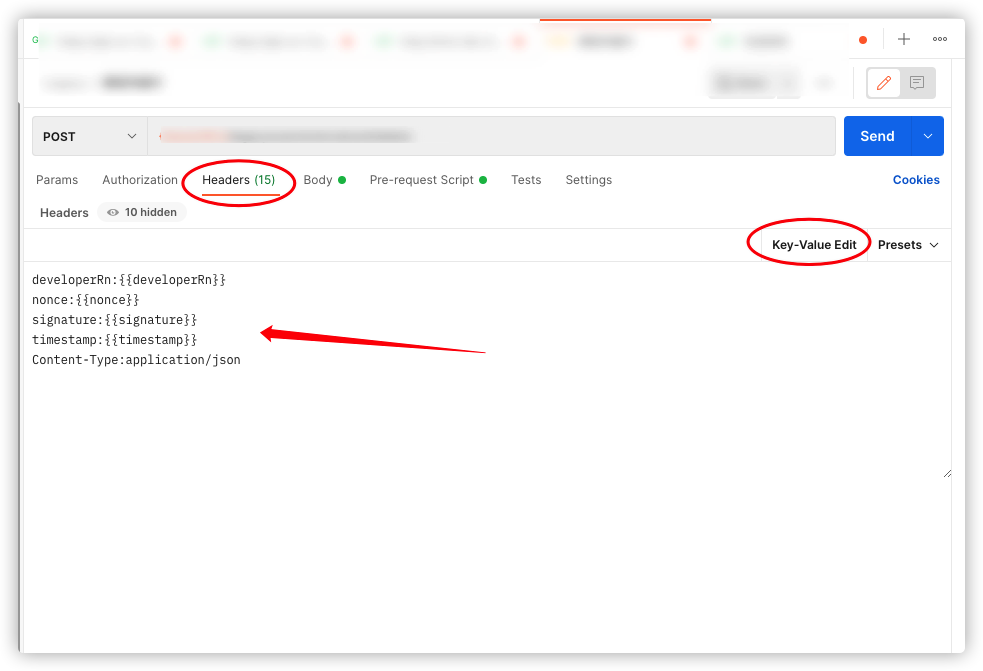 G
POST
Send
Params Authorization Headers (15) Body Pre-request Script Tests Settings Cookies
Headers 10 hidden
Key-Value Edit Presets
developerRn:{{developerRn}}
nonce:{{nonce}}
signature:{{signature}}
timestamp:{{timestamp}}
Content-Type:application/json